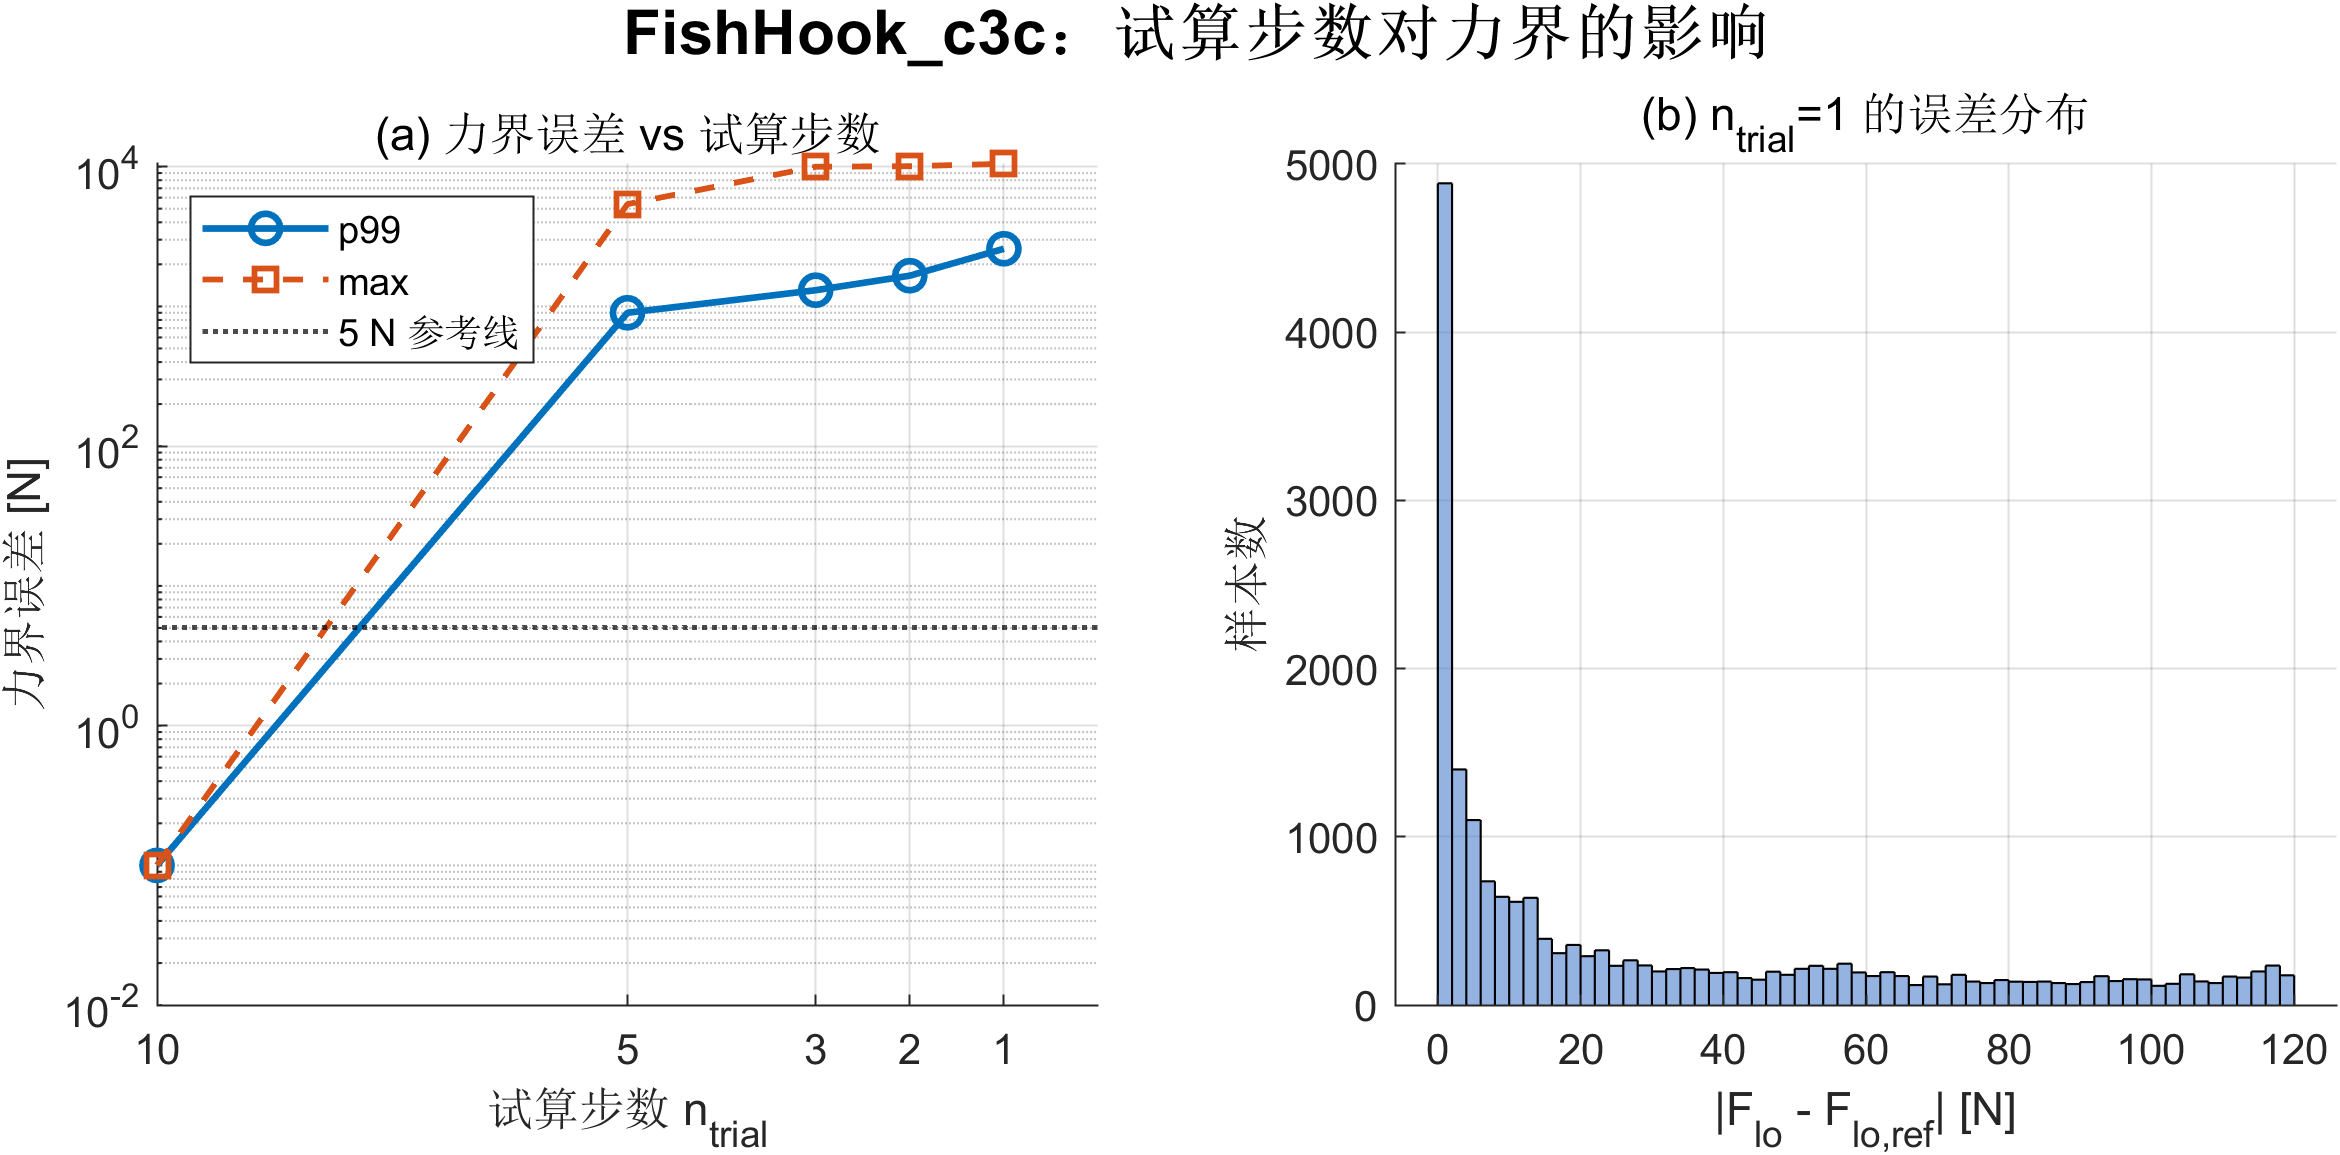 FishHook_c3c： 试算步数对力界的影响
(a) 力界误差 vs 试算步数
10^4
10^2
10^0
10^-2
力界误差 [N]
p99
max
5 N 参考线
10 5 3 2 1
试算步数 n_trial
(b) n_trial=1 的误差分布
5000
4000
3000
2000
1000
0
样本数
0 20 40 60 80 100 120
|F_lo - F_lo,ref| [N]